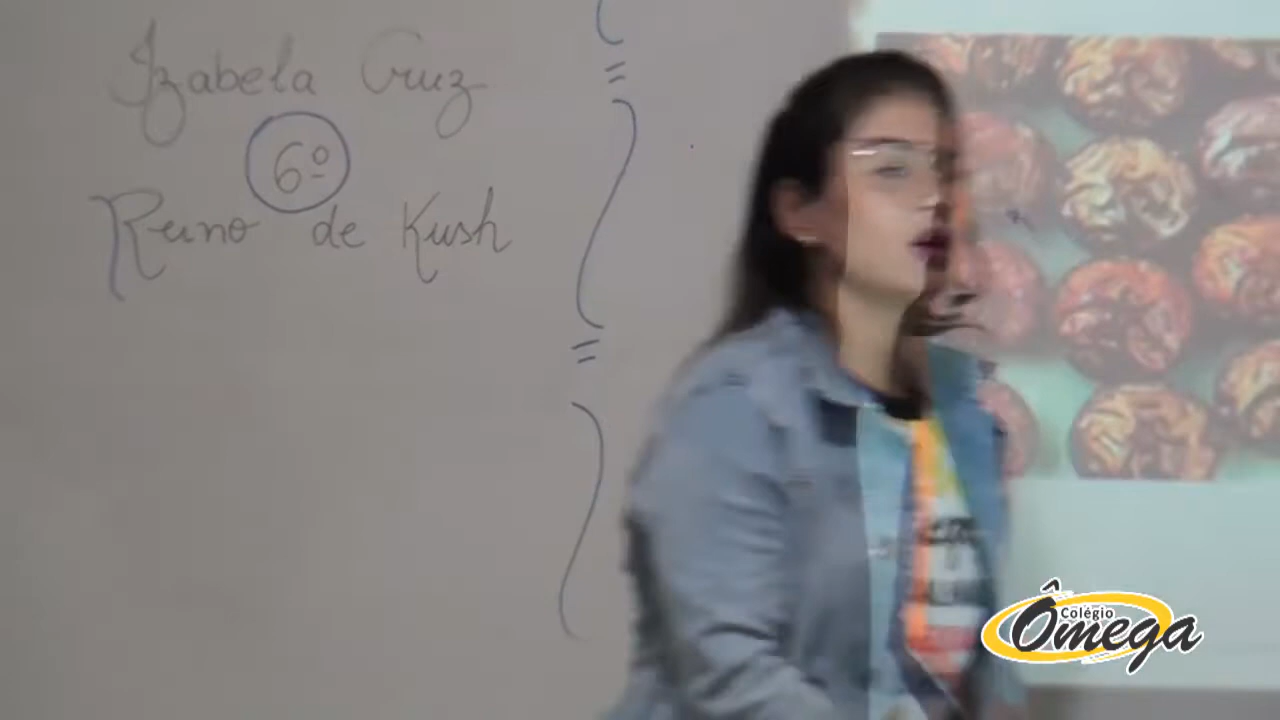 Izabela Cruz
6º
Reino de Kush
Colégio
Ômega